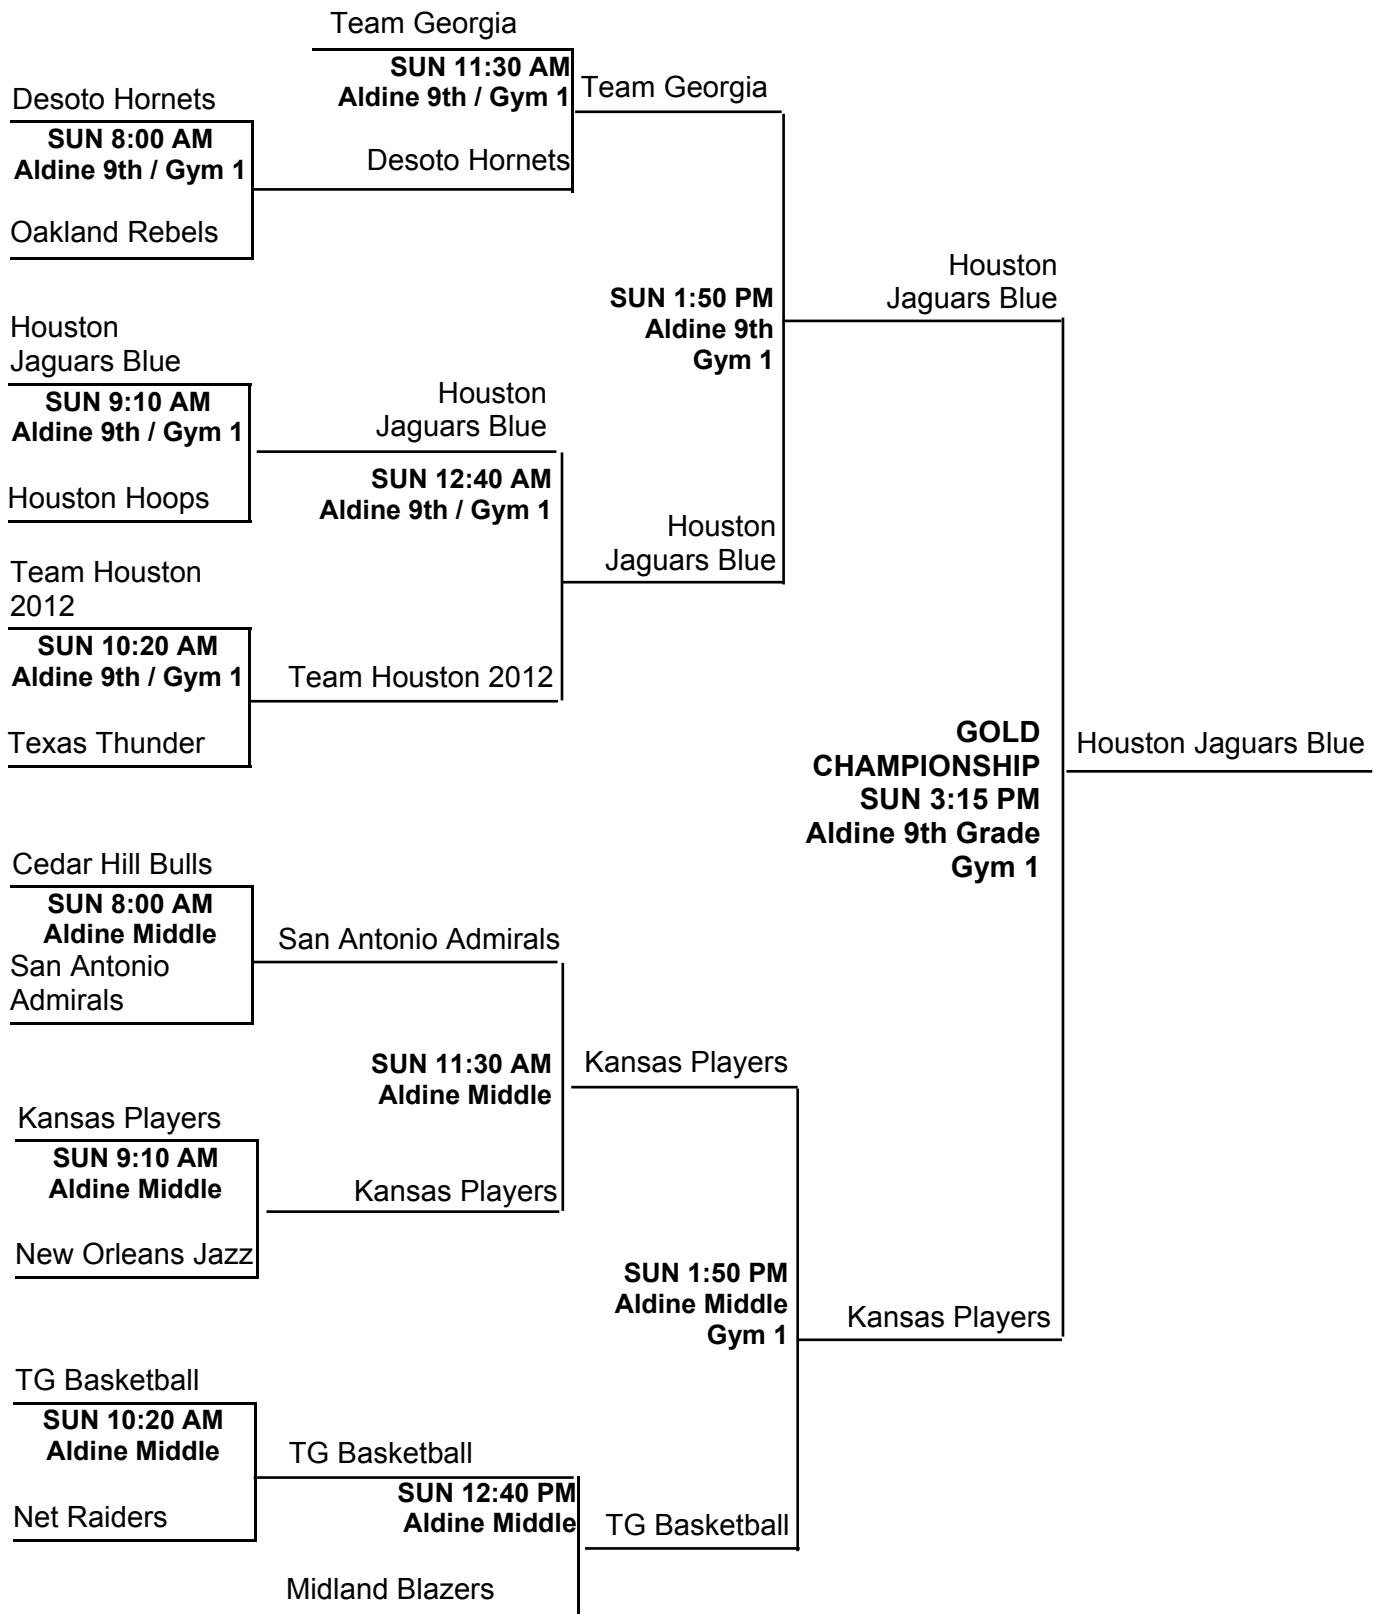 Team Georgia
SUN 11:30 AM
Aldine 9th / Gym 1
Team Georgia
Desoto Hornets
SUN 8:00 AM
Aldine 9th / Gym 1
Desoto Hornets
Oakland Rebels
Houston
Jaguars Blue
SUN 1:50 PM
Aldine 9th
Gym 1
Houston
Jaguars Blue
SUN 9:10 AM
Aldine 9th / Gym 1
Houston
Jaguars Blue
SUN 12:40 AM
Aldine 9th / Gym 1
Houston Hoops
Houston
Jaguars Blue
Team Houston
2012
SUN 10:20 AM
Aldine 9th / Gym 1
Team Houston 2012
Texas Thunder
GOLD
CHAMPIONSHIP
SUN 3:15 PM
Aldine 9th Grade
Gym 1
Houston Jaguars Blue
Cedar Hill Bulls
SUN 8:00 AM
Aldine Middle
San Antonio
Admirals
San Antonio Admirals
SUN 11:30 AM
Aldine Middle
Kansas Players
Kansas Players
SUN 9:10 AM
Aldine Middle
Kansas Players
New Orleans Jazz
SUN 1:50 PM
Aldine Middle
Gym 1
Kansas Players
TG Basketball
SUN 10:20 AM
Aldine Middle
TG Basketball
Net Raiders
SUN 12:40 PM
Aldine Middle
TG Basketball
Midland Blazers